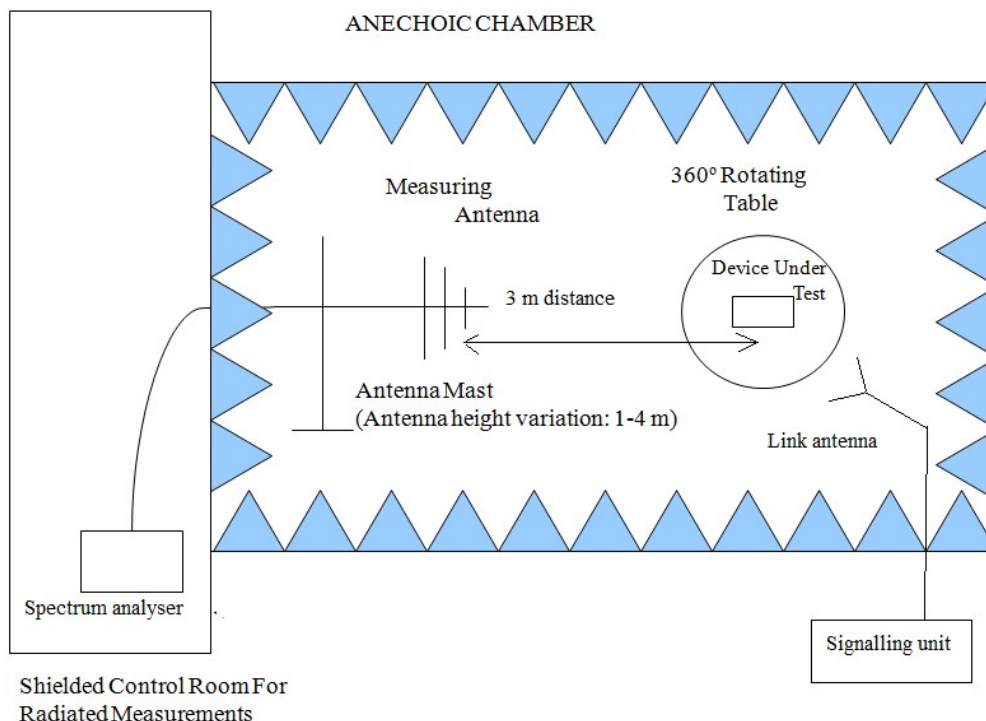 ANECHOIC CHAMBER
Measuring
Antenna
360º Rotating
Table
Device Under
Test
3 m distance
Antenna Mast
(Antenna height variation: 1-4 m)
Link antenna
Spectrum analyser
Signalling unit
Shielded Control Room For
Radiated Measurements